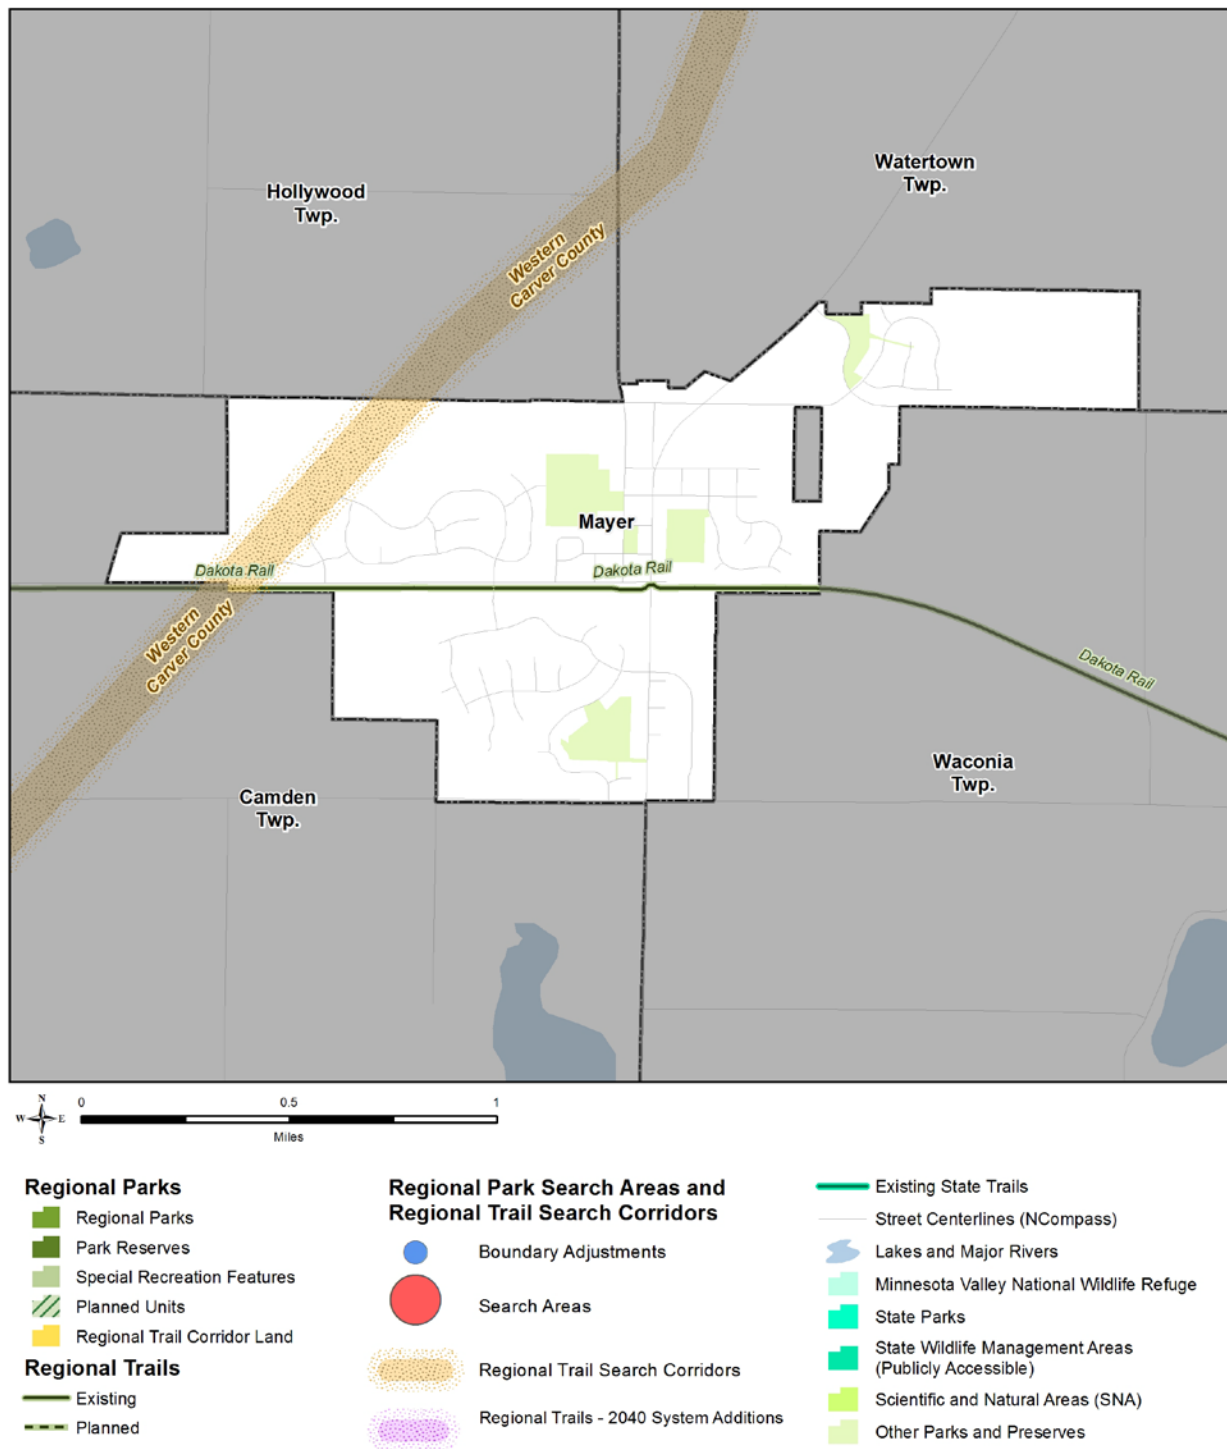 Hollywood
Twp.
Watertown
Twp.
Western
Carver County
Mayer
Dakota Rail
Dakota Rail
Western
Carver County
Dakota Rail
Camden
Twp.
Waconia
Twp.
N
W E
S
0 0.5 1
Miles
Regional Parks
Regional Parks
Park Reserves
Special Recreation Features
Planned Units
Regional Trail Corridor Land
Regional Trails
Existing
Planned
Regional Park Search Areas and
Regional Trail Search Corridors
Boundary Adjustments
Search Areas
Regional Trail Search Corridors
Regional Trails - 2040 System Additions
Existing State Trails
Street Centerlines (NCompass)
Lakes and Major Rivers
Minnesota Valley National Wildlife Refuge
State Parks
State Wildlife Management Areas
(Publicly Accessible)
Scientific and Natural Areas (SNA)
Other Parks and Preserves